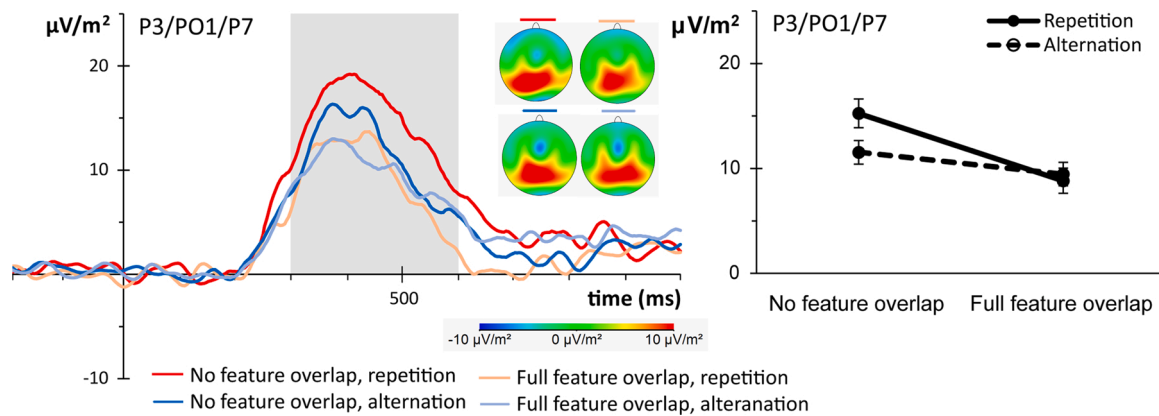 µV/m² P3/PO1/P7
20
10
-10
500
time (ms)
-10 µV/m² 0 µV/m² 10 µV/m²
No feature overlap, repetition
Full feature overlap, repetition
No feature overlap, alternation
Full feature overlap, alteranation
µV/m² P3/PO1/P7
Repetition
Alternation
20
10
0
No feature overlap Full feature overlap